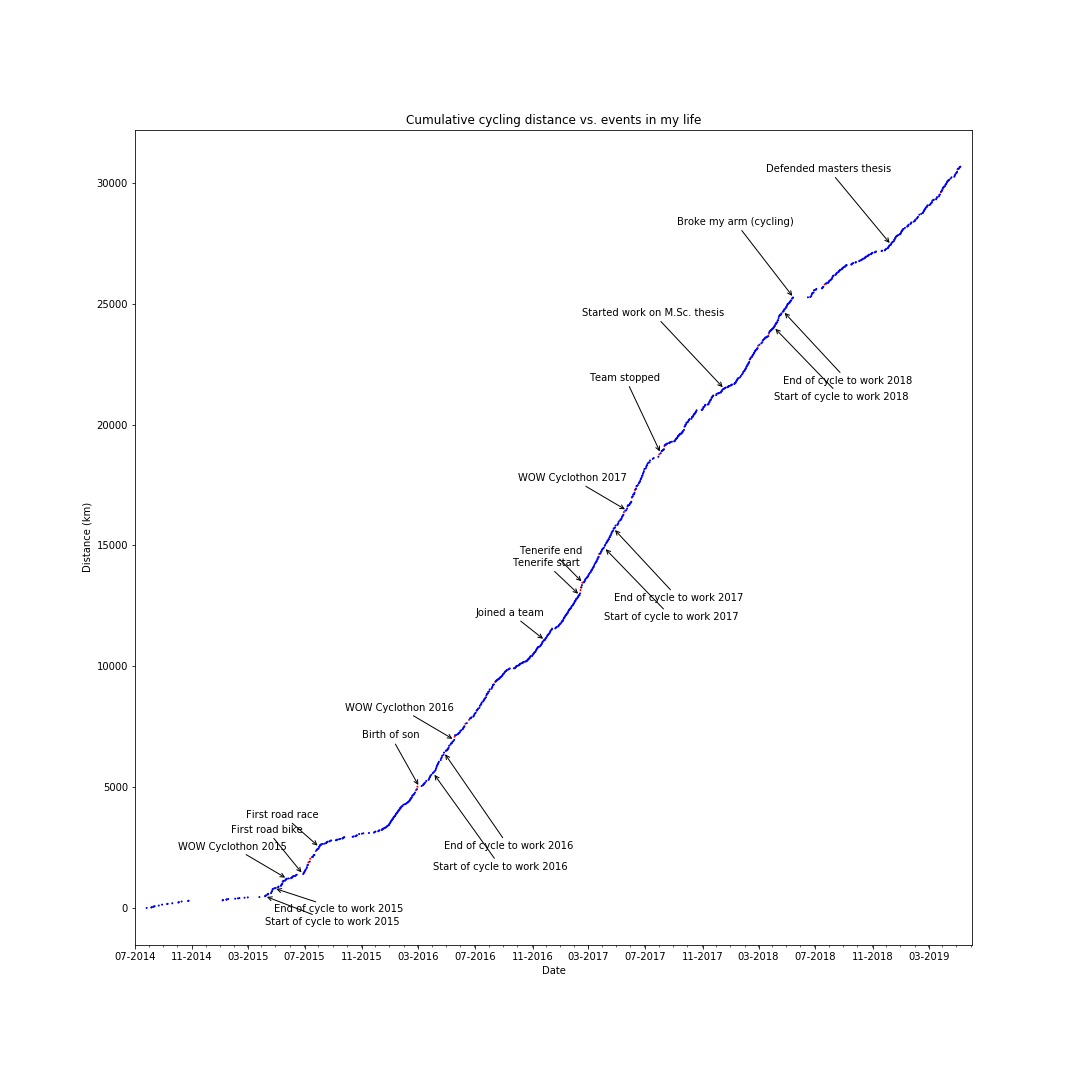 Cumulative cycling distance vs. events in my life
Defended masters thesis
30000
Broke my arm (cycling)
Started work on M.Sc. thesis
25000
End of cycle to work 2018
Team stopped
Start of cycle to work 2018
20000
WOW Cyclothon 2017
Distance (km)
15000
Tenerife end
Tenerife start
End of cycle to work 2017
Joined a team
Start of cycle to work 2017
10000
WOW Cyclothon 2016
Birth of son
5000
First road race
First road bike
WOW Cyclothon 2015
End of cycle to work 2016
Start of cycle to work 2016
0
End of cycle to work 2015
Start of cycle to work 2015
07-2014 11-2014 03-2015 07-2015 11-2015 03-2016 07-2016 11-2016 03-2017 07-2017 11-2017 03-2018 07-2018 11-2018 03-2019
Date